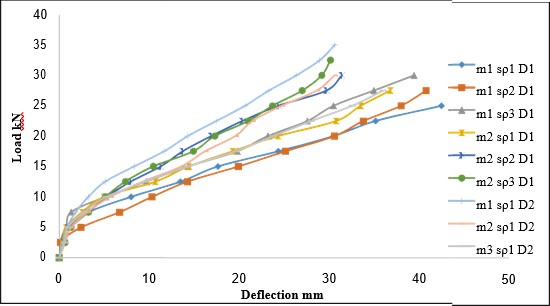 40
35
30
25
20
15
10
5
0
Load kN
0 10 20 30 40 50
Deflection mm
m1 sp1 D1
m1 sp2 D1
m1 sp3 D1
m2 sp1 D1
m2 sp2 D1
m2 sp3 D1
m1 sp1 D2
m2 sp1 D2
m3 sp1 D2